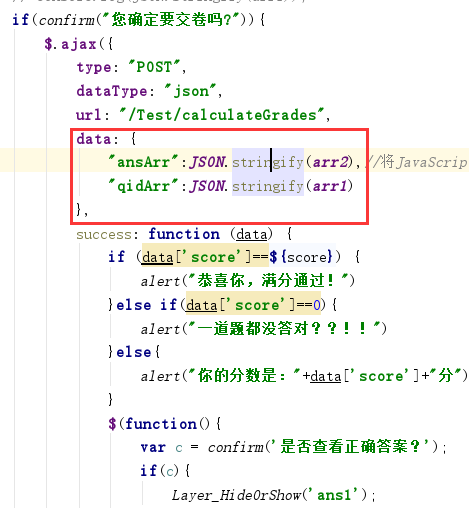 if(confirm("您确定要交卷吗?")){
$.ajax({
type: "POST",
dataType: "json",
url: "/Test/calculateGrades",
data: {
"ansArr":JSON.stringify(arr2),//将JavaScrip
"qidArr":JSON.stringify(arr1)
},
success: function (data) {
if (data['score']==${score}) {
alert("恭喜你，满分通过！")
}else if(data['score']==0){
alert("一道题都没答对？？！！")
}else{
alert("你的分数是："+data['score']+"分")
}
$(function(){
var c = confirm('是否查看正确答案？');
if(c){
Layer_HideOrShow('ans1');